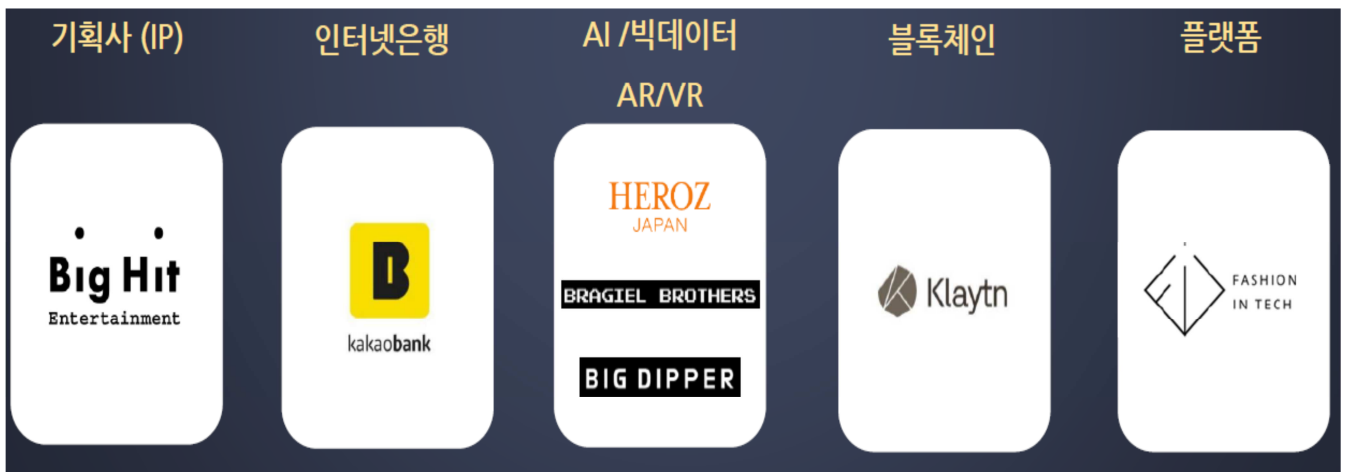 기획사 (IP)
인터넷은행
AI /빅데이터
AR/VR
블록체인
플랫폼
Big Hit
Entertainment
B
kakaobank
HEROZ
JAPAN
BRAGIEL BROTHERS
BIG DIPPER
Klaytn
FASHION
IN TECH